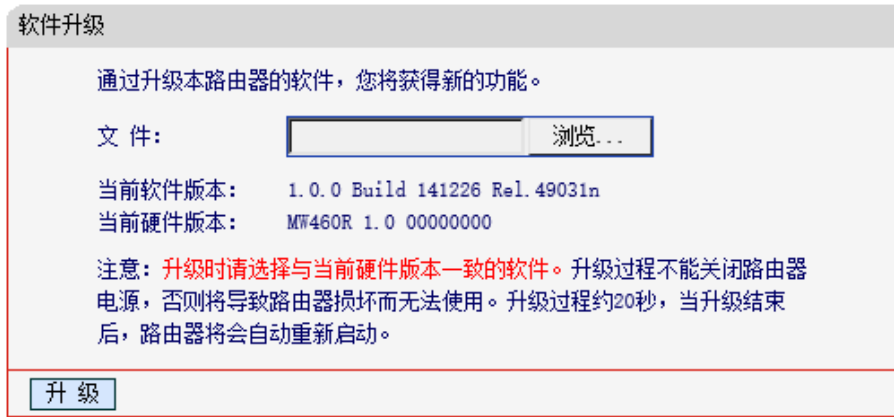 软件升级
通过升级本路由器的软件，您将获得新的功能。
文 件： 浏览...
当前软件版本： 1.0.0 Build 141226 Rel.49031n
当前硬件版本： MW460R 1.0 00000000
注意：升级时请选择与当前硬件版本一致的软件。升级过程不能关闭路由器
电源，否则将导致路由器损坏而无法使用。升级过程约20秒，当升级结束
后，路由器将会自动重新启动。
升 级